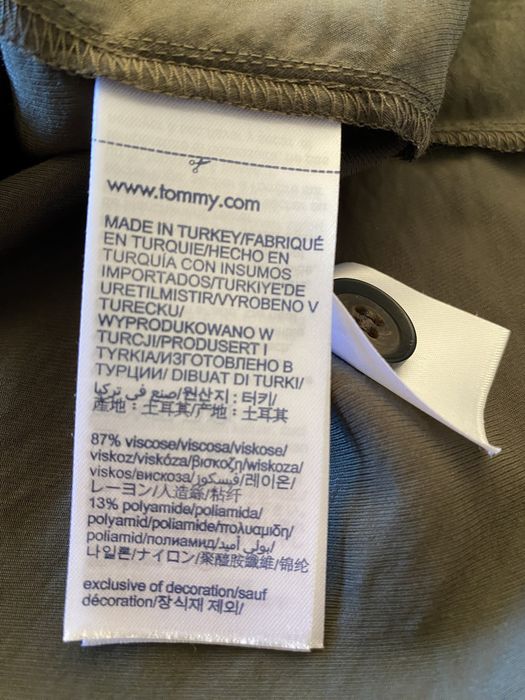 www.tommy.com
MADE IN TURKEY/FABRIQUÉ
EN TURQUIE/HECHO EN
TURQUÍA CON INSUMOS
IMPORTADOS/TURKIYE'DE
URETILMISTIR/VYROBENO V
TURECKU/
WYPRODUKOWANO W
TURCJI/PRODUSERT I
TYRKIA/ИЗГОТОВЛЕНО В
ТУРЦИИ/ DIBUAT DI TURKI/
صنع في تركيا/원산지 : 터키/
產地：土耳其/产地：土耳其
87% viscose/viscosa/viskose/
viskoz/viskóza/βισκοζη/wiskoza/
viskos/вискоза/فيسكوز/레이온/
レーヨン/人造絲/粘纤
13% polyamide/poliamida/
polyamid/poliamide/πολυαμιδη/
poliamid/полиамид/بولي أميد/
나일론/ナイロン/聚醯胺纖維/锦纶
exclusive of decoration/sauf
décoration/장식재 제외/